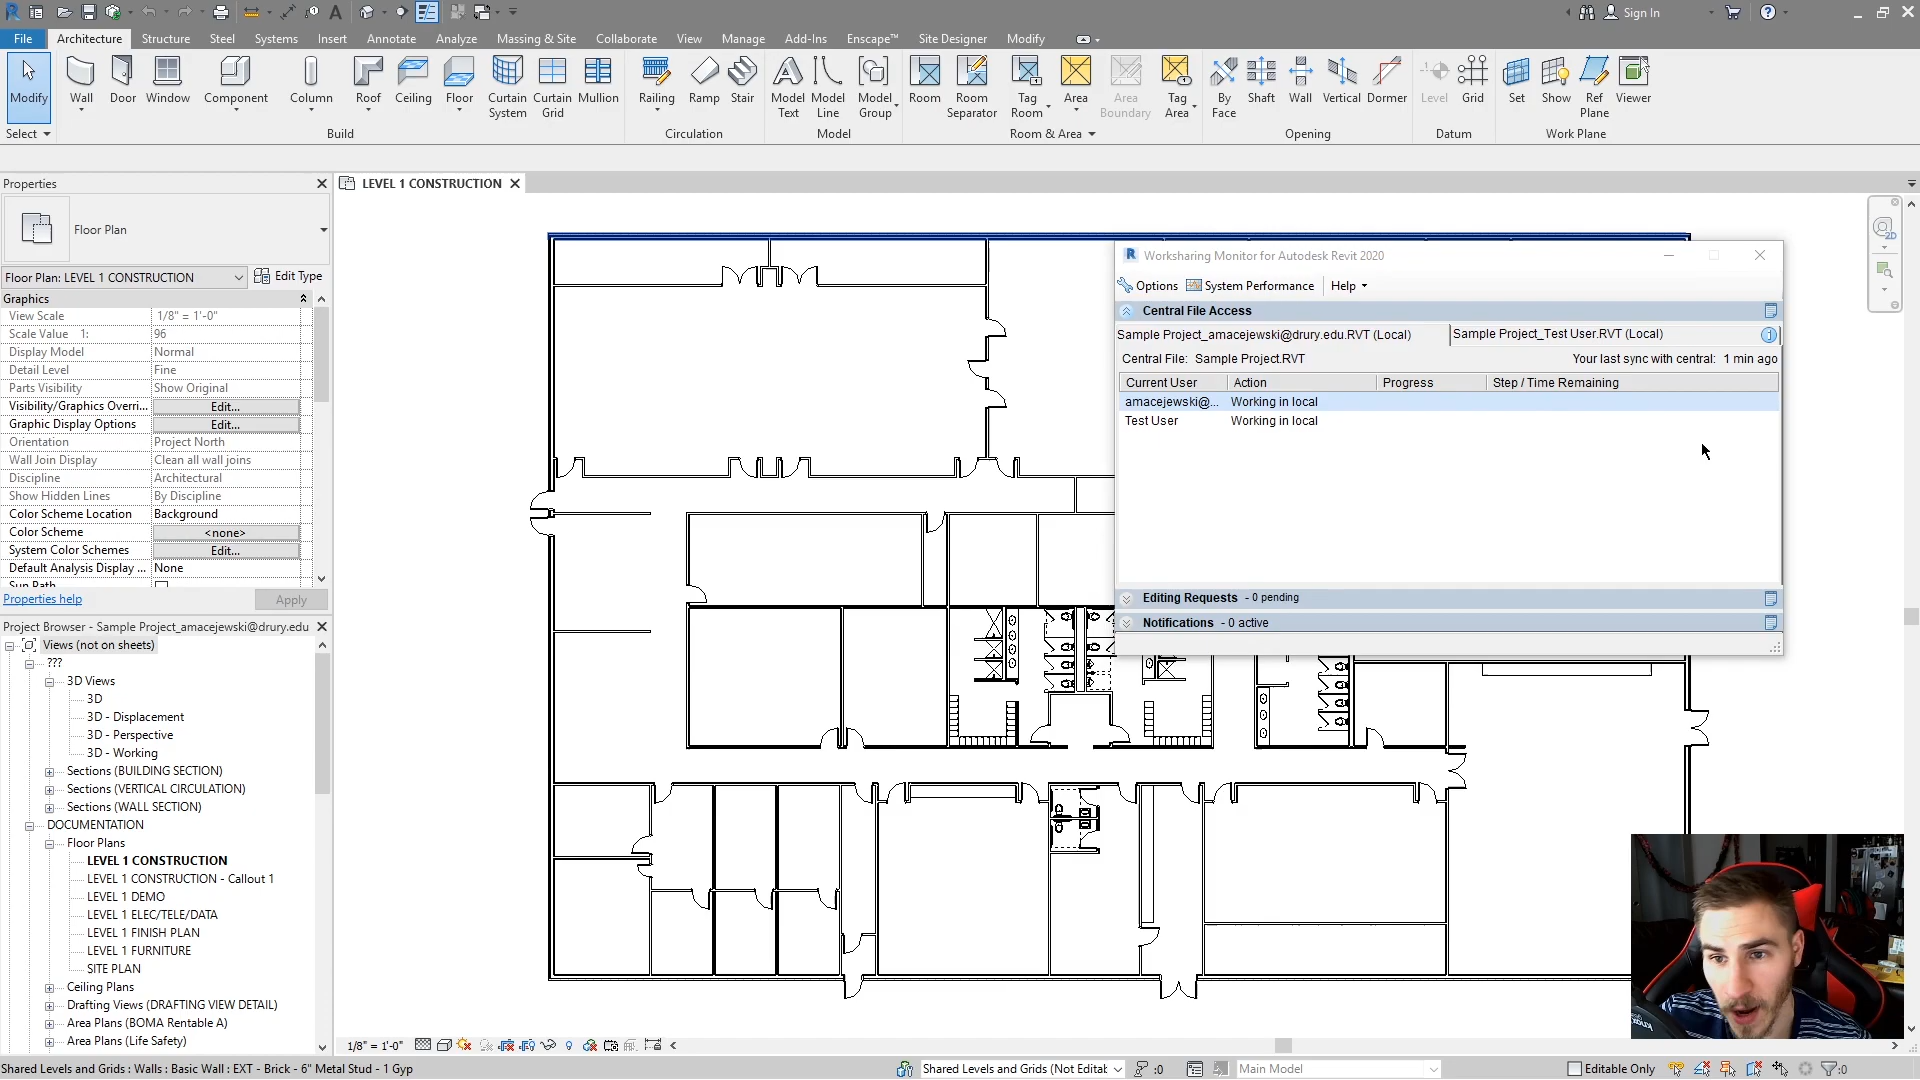 Sign In
File
Architecture
Structure
Steel
Systems
Insert
Annotate
Analyze
Massing & Site
Collaborate
View
Manage
Add-Ins
Enscape™
Site Designer
Modify
Modify
Wall
Door
Window
Component
Column
Roof
Ceiling
Floor
Curtain System
Curtain Grid
Mullion
Railing
Ramp
Stair
Model Text
Model Line
Model Group
Room
Room Separator
Tag Room
Area
Area Boundary
Tag Area
By Face
Shaft
Wall
Vertical
Dormer
Level
Grid
Set
Show
Ref Plane
Viewer
Select
Build
Circulation
Model
Room & Area
Opening
Datum
Work Plane
Properties
LEVEL 1 CONSTRUCTION
Floor Plan
Floor Plan: LEVEL 1 CONSTRUCTION
Edit Type
Graphics
View Scale 1/8" = 1'-0"
Scale Value 1: 96
Display Model Normal
Detail Level Fine
Parts Visibility Show Original
Visibility/Graphics Overri... Edit...
Graphic Display Options Edit...
Orientation Project North
Wall Join Display Clean all wall joins
Discipline Architectural
Show Hidden Lines By Discipline
Color Scheme Location Background
Color Scheme <none>
System Color Schemes Edit...
Default Analysis Display ... None
Sun Path
Properties help
Apply
Project Browser - Sample Project_amacejewski@drury.edu
Views (not on sheets)
???
3D Views
3D
3D - Displacement
3D - Perspective
3D - Working
Sections (BUILDING SECTION)
Sections (VERTICAL CIRCULATION)
Sections (WALL SECTION)
DOCUMENTATION
Floor Plans
LEVEL 1 CONSTRUCTION
LEVEL 1 CONSTRUCTION - Callout 1
LEVEL 1 DEMO
LEVEL 1 ELEC/TELE/DATA
LEVEL 1 FINISH PLAN
LEVEL 1 FURNITURE
SITE PLAN
Ceiling Plans
Drafting Views (DRAFTING VIEW DETAIL)
Area Plans (BOMA Rentable A)
Area Plans (Life Safety)
Worksharing Monitor for Autodesk Revit 2020
Options
System Performance
Help
Central File Access
Sample Project_amacejewski@drury.edu.RVT (Local)
Sample Project_Test User.RVT (Local)
Central File: Sample Project.RVT
Your last sync with central: 1 min ago
Current User Action Progress Step / Time Remaining
amacejewski@... Working in local
Test User Working in local
Editing Requests - 0 pending
Notifications - 0 active
2D
1/8" = 1'-0"
Shared Levels and Grids : Walls : Basic Wall : EXT - Brick - 6" Metal Stud - 1 Gyp
Shared Levels and Grids (Not Editab
:0
Main Model
Editable Only
:0